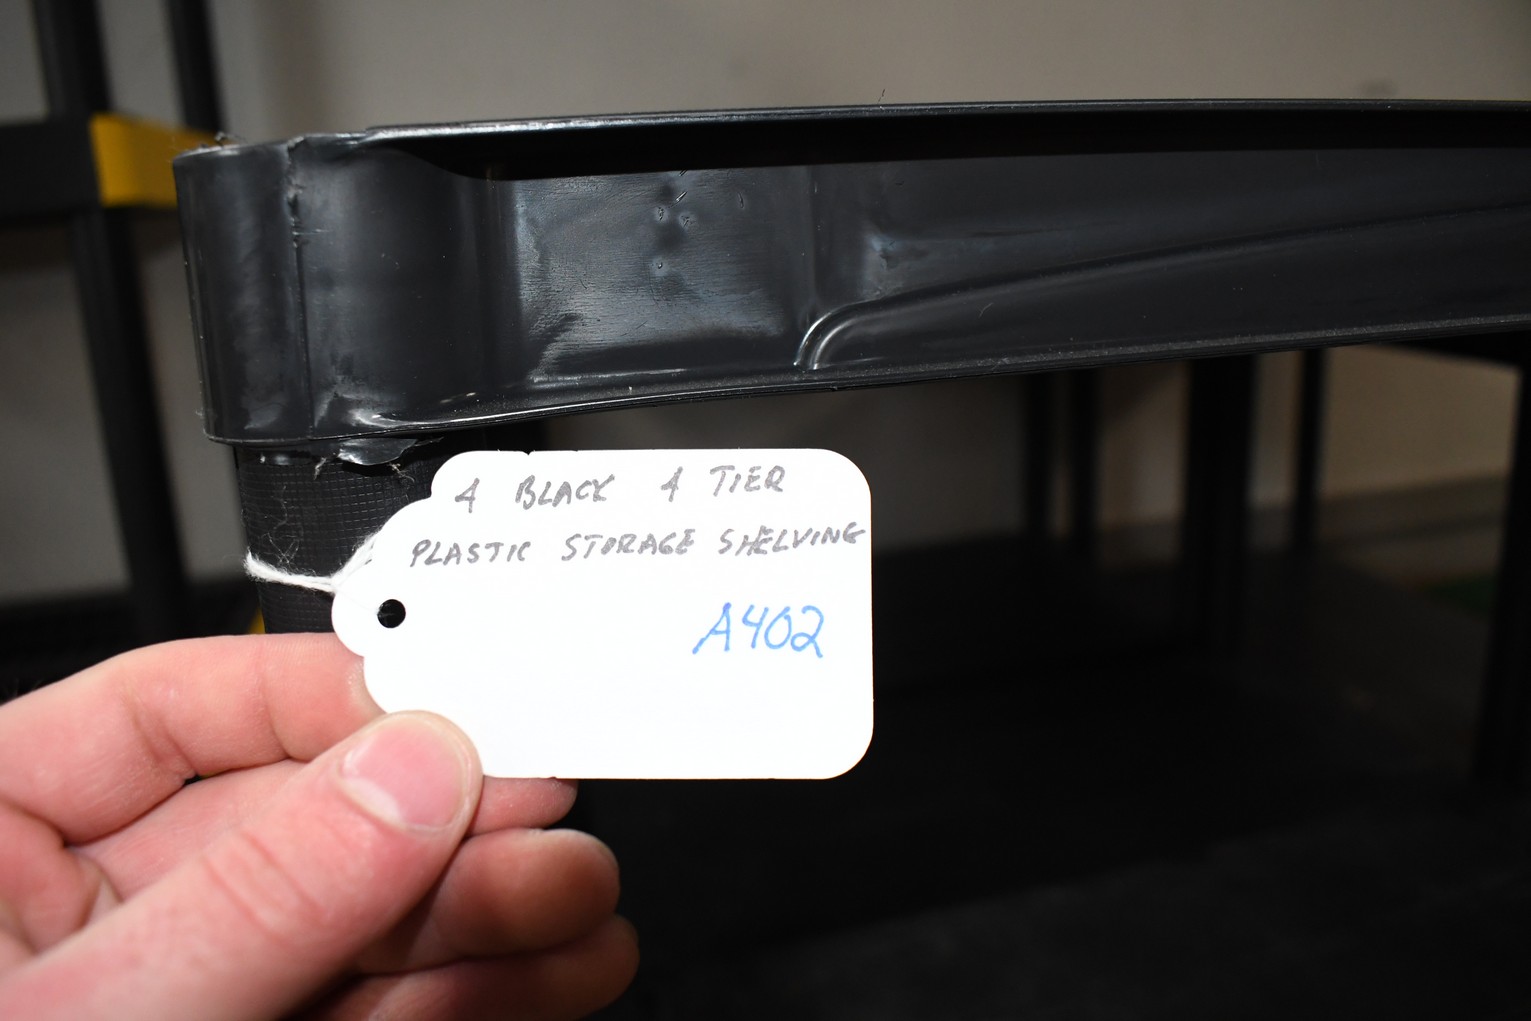 4 BLACK 4 TIER
PLASTIC STORAGE SHELVING
A402